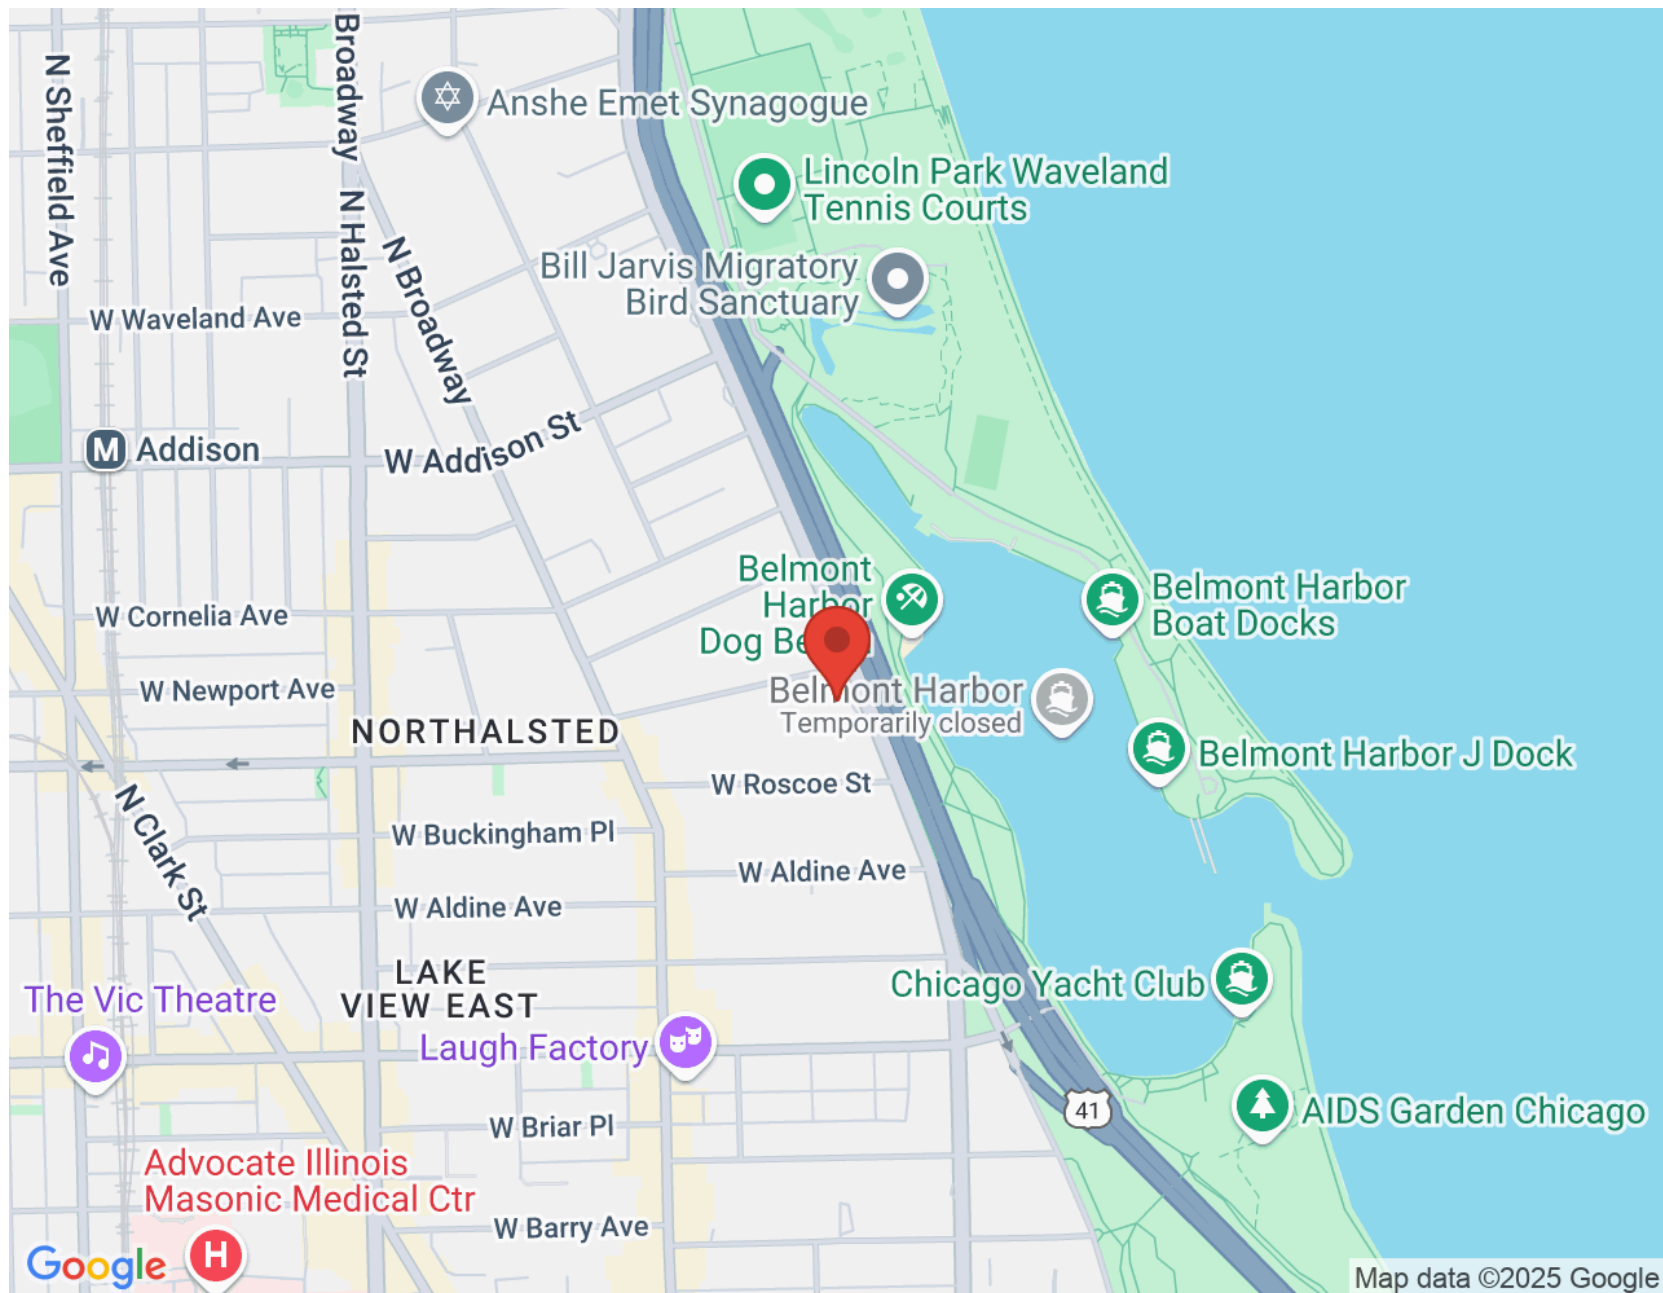 N Sheffield Ave
Broadway
Anshe Emet Synagogue
Lincoln Park Waveland
Tennis Courts
N Halsted St
N Broadway
Bill Jarvis Migratory
Bird Sanctuary
W Waveland Ave
M
Addison
W Addison St
Belmont
Harbor
Dog
Belmont Harbor
Boat Docks
W Cornelia Ave
W Newport Ave
Belmont Harbor
Temporarily closed
NORTHALSTED
Belmont Harbor J Dock
W Roscoe St
N Clark St
W Buckingham Pl
W Aldine Ave
W Aldine Ave
LAKE
VIEW EAST
Chicago Yacht Club
The Vic Theatre
Laugh Factory
41
AIDS Garden Chicago
W Briar Pl
Advocate Illinois
Masonic Medical Ctr
H
W Barry Ave
Google
Map data ©2025 Google